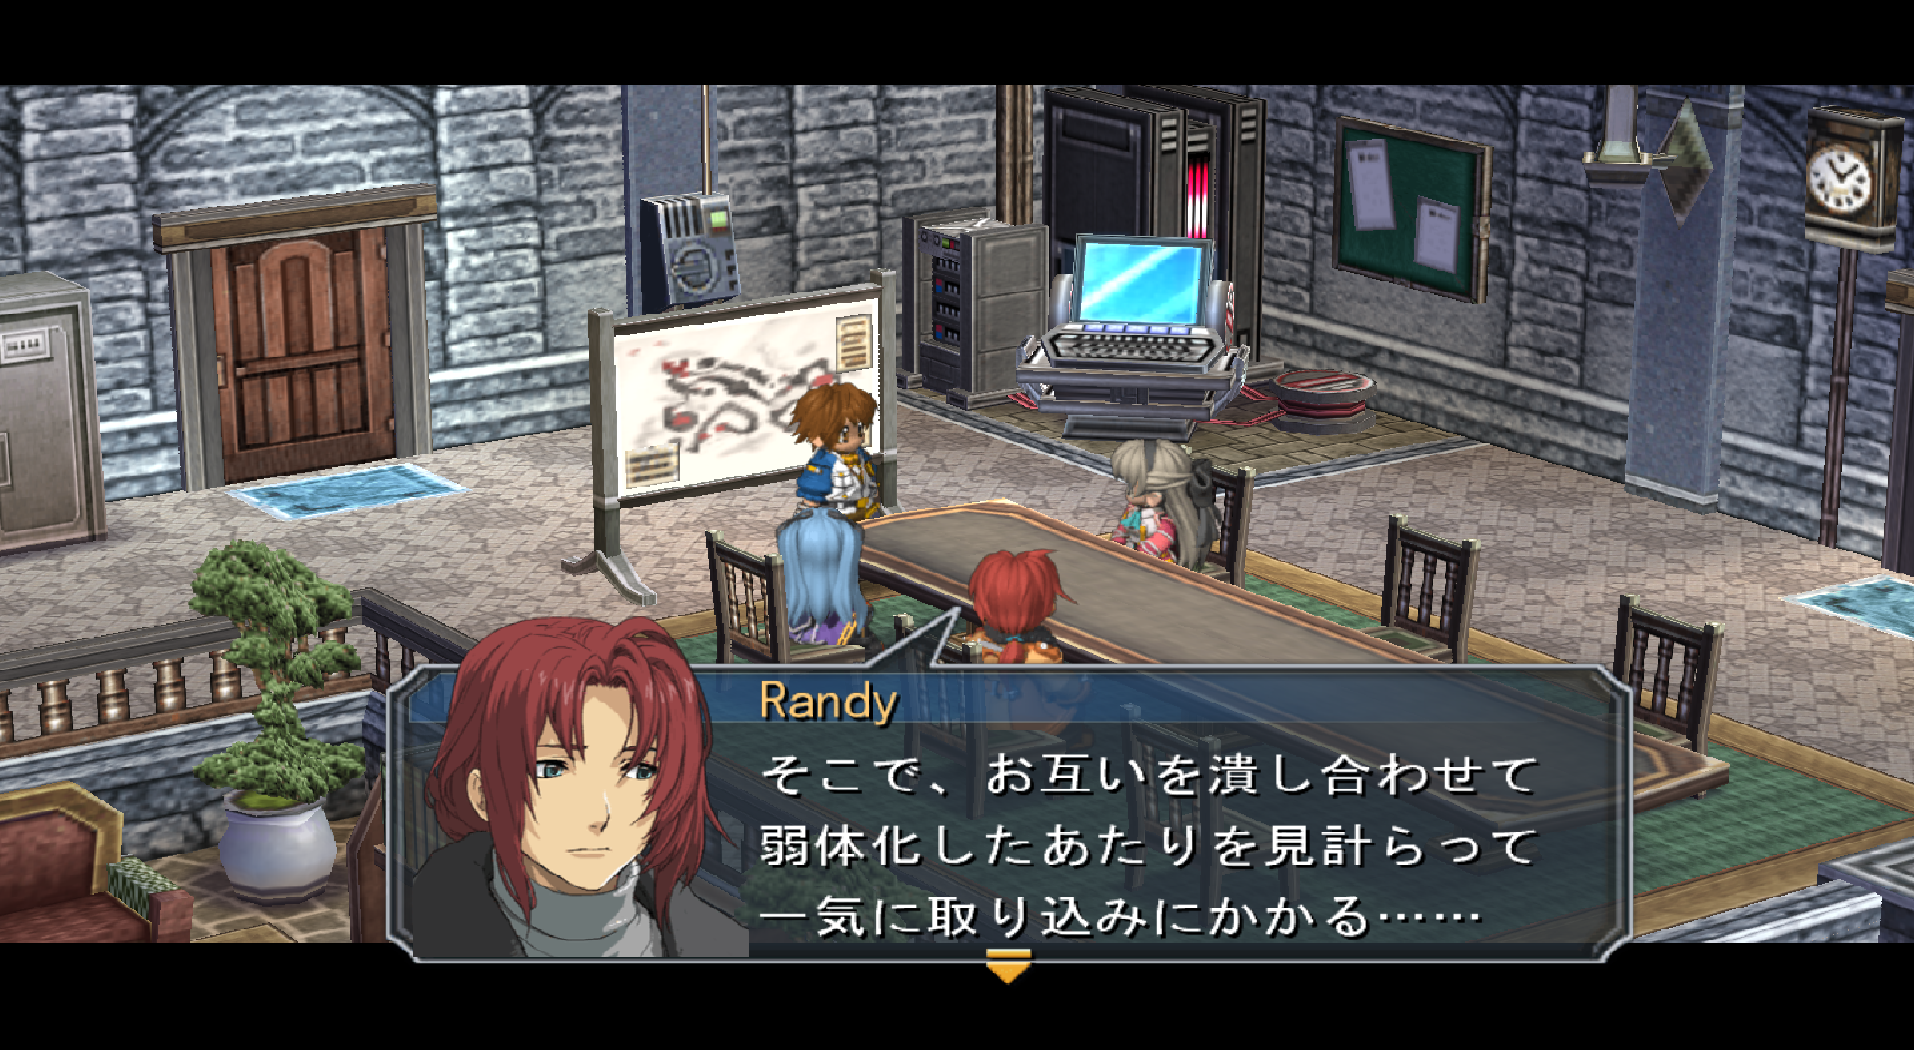 Randy
そこで、お互いを潰し合わせて
弱体化したあたりを見計らって
一気に取り込みにかかる……